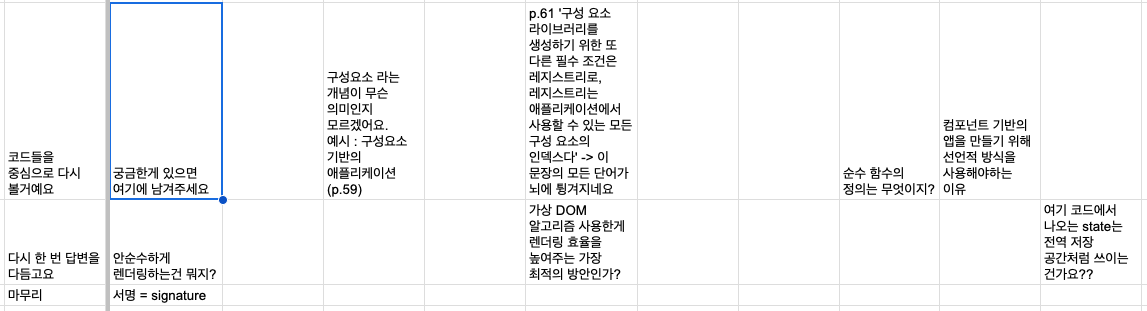 코드들을
중심으로 다시
볼거예요
궁금한게 있으면
여기에 남겨주세요
구성요소 라는
개념이 무슨
의미인지
모르겠어요.
예시 : 구성요소
기반의
애플리케이션
(p.59)
p.61 '구성 요소
라이브러리를
생성하기 위한 또
다른 필수 조건은
레지스트리로,
레지스트리는
애플리케이션에서
사용할 수 있는 모든
구성 요소의
인덱스다' -> 이
문장의 모든 단어가
뇌에 튕겨지네요
순수 함수의
정의는 무엇이지?
컴포넌트 기반의
앱을 만들기 위해
선언적 방식을
사용해야하는
이유
다시 한 번 답변을
다듬고요
안순수하게
렌더링하는건 뭐지?
가상 DOM
알고리즘 사용한게
렌더링 효율을
높여주는 가장
최적의 방안인가?
여기 코드에서
나오는 state는
전역 저장
공간처럼 쓰이는
건가요??
마무리
서명 = signature